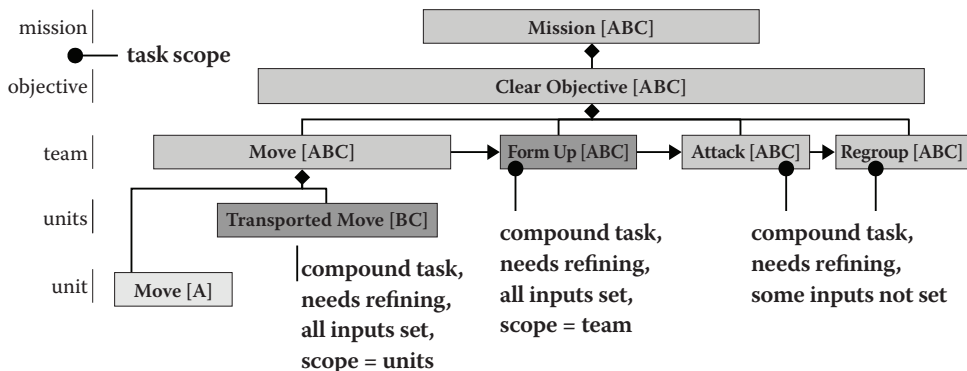 mission
Mission [ABC]
task scope
objective
Clear Objective [ABC]
team
Move [ABC]
Form Up [ABC]
Attack [ABC]
Regroup [ABC]
units
Transported Move [BC]
unit
Move [A]
compound task,
needs refining,
all inputs set,
scope = units
compound task,
needs refining,
all inputs set,
scope = team
compound task,
needs refining,
some inputs not set